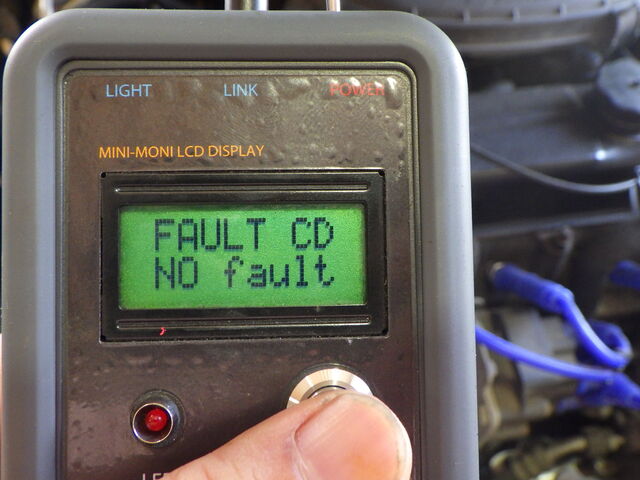 LIGHT LINK POWER
MINI-MONI LCD DISPLAY
FAULT CD
NO fault